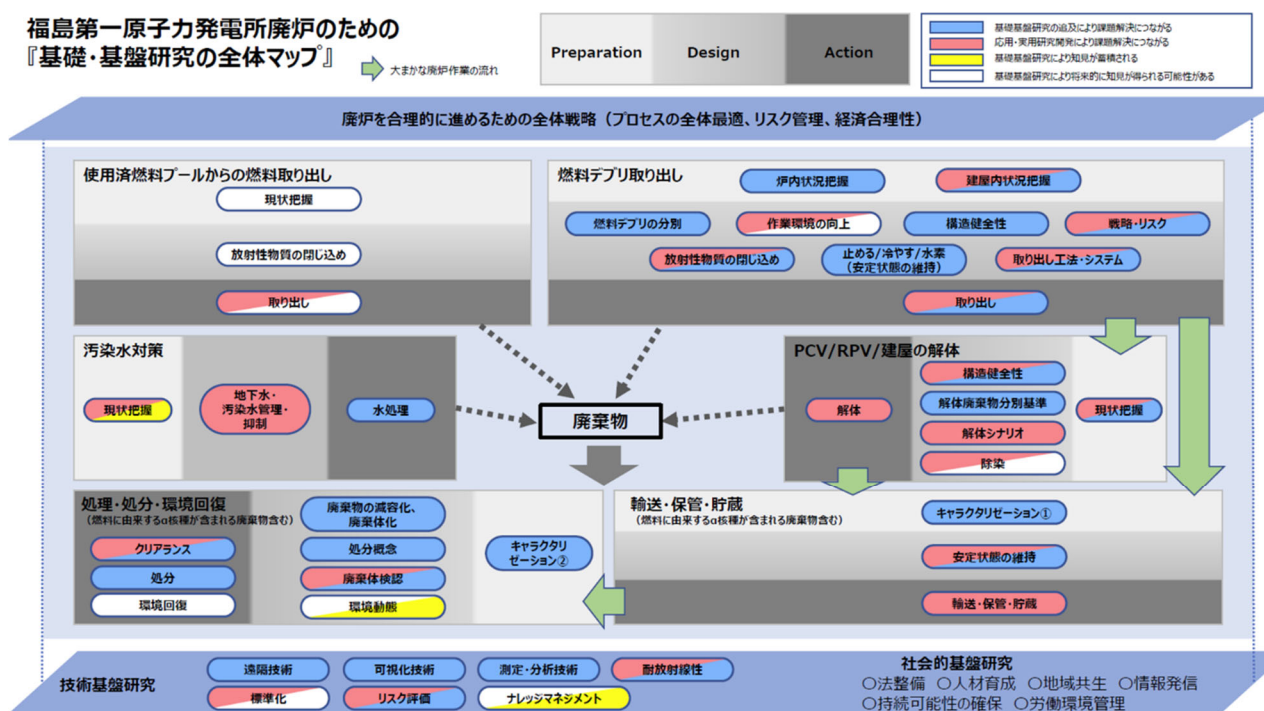 福島第一原子力発電所廃炉のための
『基礎・基盤研究の全体マップ』
大まかな廃炉作業の流れ
Preparation
Design
Action
基礎基盤研究の追及により課題解決につながる
応用・実用研究開発により課題解決につながる
基礎基盤研究により知見が蓄積される
基礎基盤研究により将来的に知見が得られる可能性がある
廃炉を合理的に進めるための全体戦略（プロセスの全体最適、リスク管理、経済合理性）
使用済燃料プールからの燃料取り出し
現状把握
放射性物質の閉じ込め
取り出し
燃料デブリ取り出し
炉内状況把握
建屋内状況把握
燃料デブリの分別
作業環境の向上
構造健全性
戦略・リスク
放射性物質の閉じ込め
止める/冷やす/水素
（安定状態の維持）
取り出し工法・システム
取り出し
汚染水対策
現状把握
地下水・
汚染水管理・
抑制
水処理
廃棄物
PCV/RPV/建屋の解体
解体
構造健全性
解体廃棄物分別基準
解体シナリオ
除染
現状把握
処理・処分・環境回復
（燃料に由来するα核種が含まれる廃棄物含む）
クリアランス
処分
環境回復
廃棄物の減容化、
廃棄体化
処分概念
廃棄体検認
環境動態
キャラクタリ
ゼーション②
輸送・保管・貯蔵
（燃料に由来するα核種が含まれる廃棄物含む）
キャラクタリゼーション①
安定状態の維持
輸送・保管・貯蔵
技術基盤研究
遠隔技術
可視化技術
測定・分析技術
耐放射線性
標準化
リスク評価
ナレッジマネジメント
社会的基盤研究
○法整備 ○人材育成 ○地域共生 ○情報発信
○持続可能性の確保 ○労働環境管理